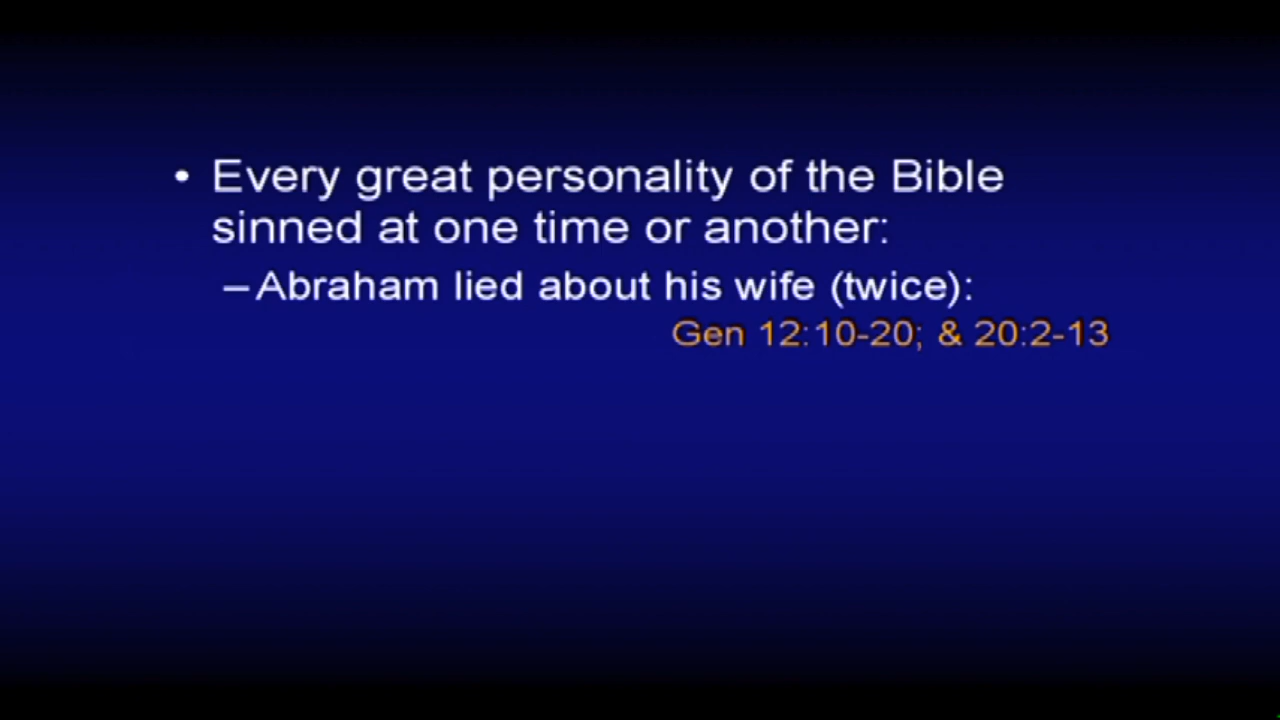 • Every great personality of the Bible
sinned at one time or another:
– Abraham lied about his wife (twice):
Gen 12:10-20; & 20:2-13